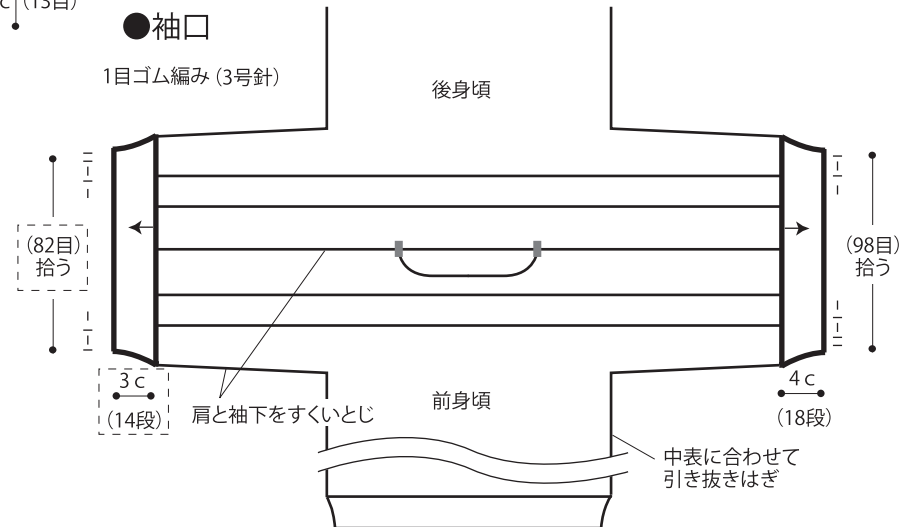 c (13目)
●袖口
1目ゴム編み (3号針)
後身頃
(82目)
拾う
(98目)
拾う
3c
(14段)
肩と袖下をすくいとじ
前身頃
4c
(18段)
中表に合わせて
引き抜きはぎ